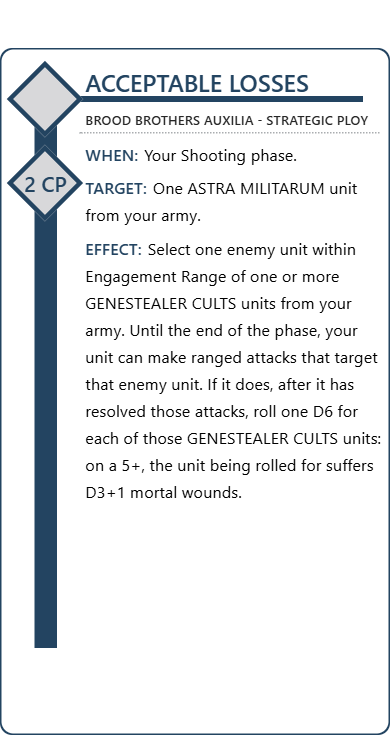 ACCEPTABLE LOSSES
BROOD BROTHERS AUXILIA - STRATEGIC PLOY
WHEN: Your Shooting phase.
2 CP
TARGET: One ASTRA MILITARUM unit
from your army.
EFFECT: Select one enemy unit within
Engagement Range of one or more
GENESTEALER CULTS units from your
army. Until the end of the phase, your
unit can make ranged attacks that target
that enemy unit. If it does, after it has
resolved those attacks, roll one D6 for
each of those GENESTEALER CULTS units:
on a 5+, the unit being rolled for suffers
D3+1 mortal wounds.